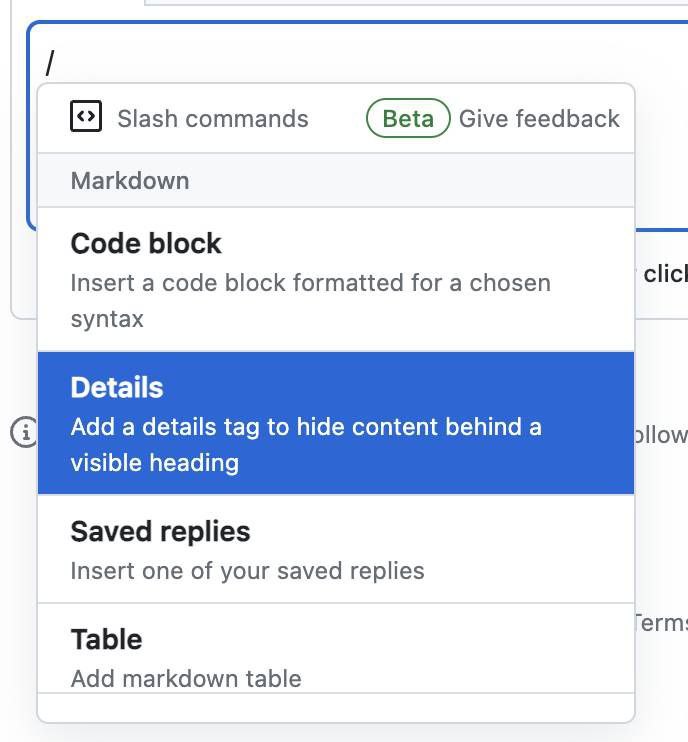 /
Slash commands Beta Give feedback
Markdown
Code block
Insert a code block formatted for a chosen
syntax
click
Details
Add a details tag to hide content behind a
visible heading
Saved replies
Insert one of your saved replies
Terms
Table
Add markdown table